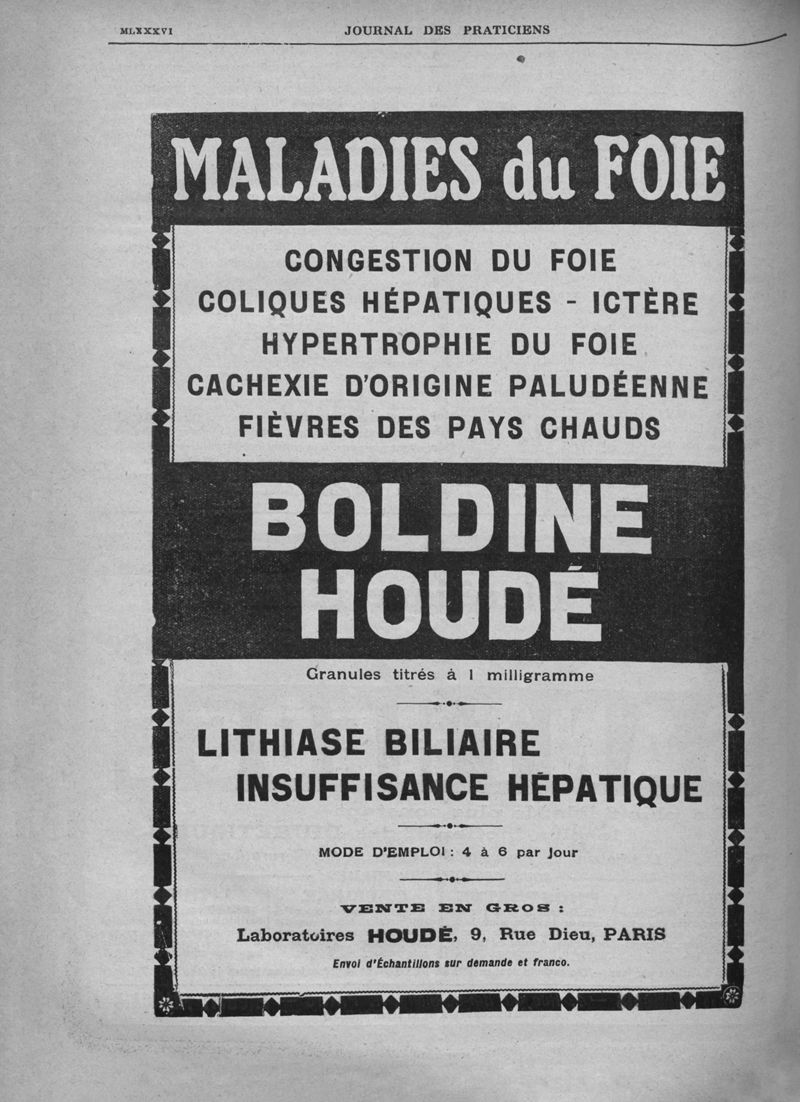 MLXXXVI
JOURNAL DES PRATICIENS
MALADIES du FOIE
CONGESTION DU FOIE
COLIQUES HÉPATIQUES - ICTÈRE
HYPERTROPHIE DU FOIE
CACHEXIE D'ORIGINE PALUDÉENNE
FIÈVRES DES PAYS CHAUDS
BOLDINE
HOUDÉ
Granules titrés à 1 milligramme
LITHIASE BILIAIRE
INSUFFISANCE HÉPATIQUE
MODE D'EMPLOI : 4 à 6 par Jour
VENTE EN GROS :
Laboratoires HOUDÉ, 9, Rue Dieu, PARIS
Envoi d'Échantillons sur demande et franco.